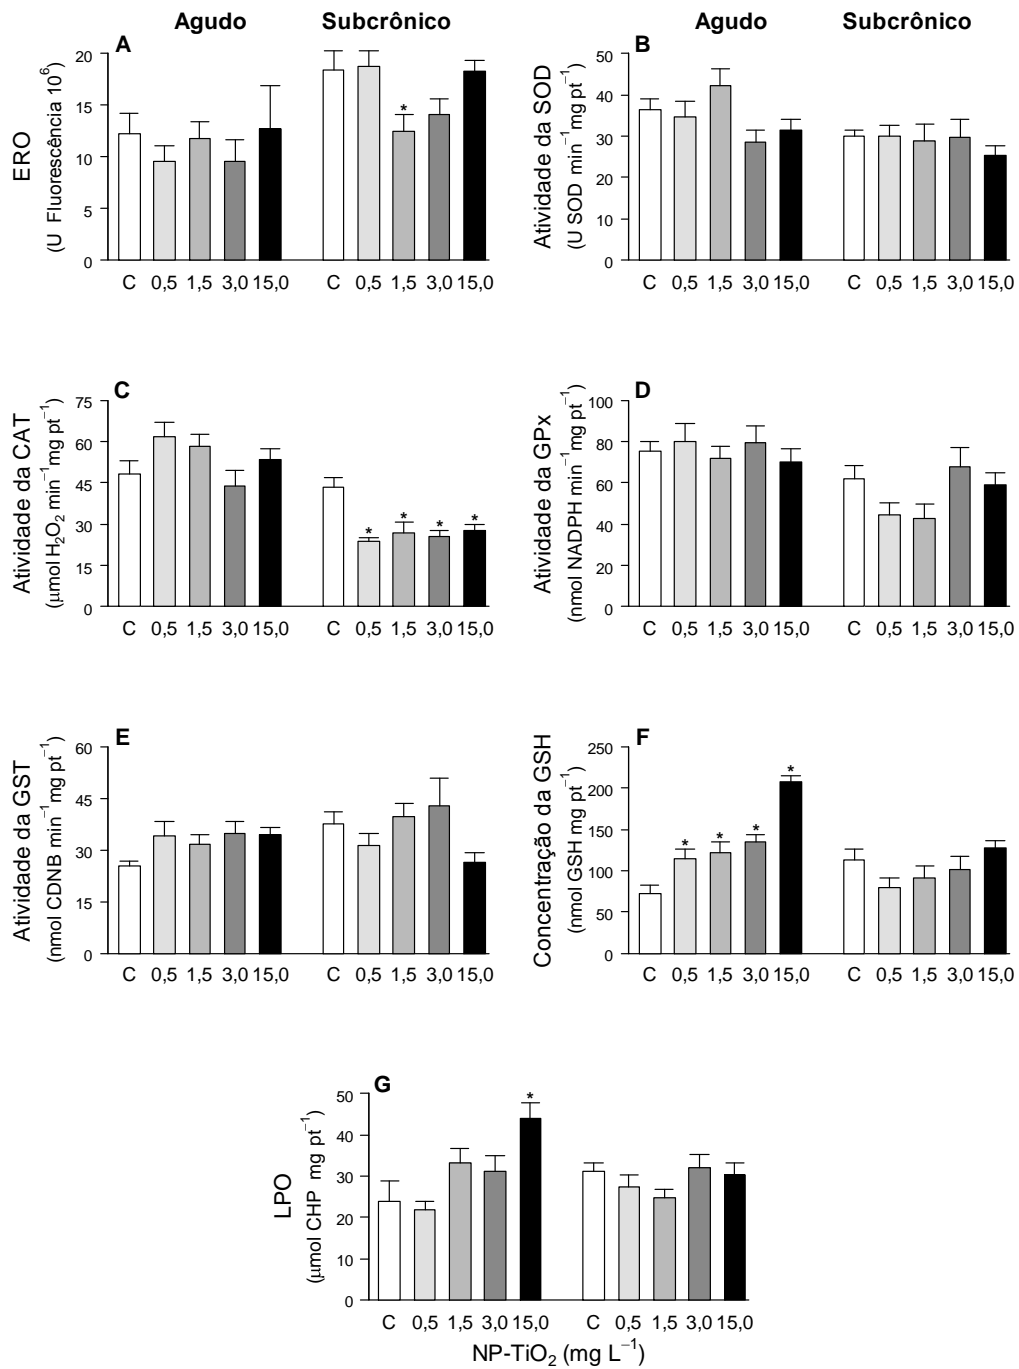 Agudo Subcrônico Agudo Subcrônico
A
ERO
(U Fluorescência 10⁶)
20
15
10
5
0
C 0,5 1,5 3,0 15,0 C 0,5 1,5 3,0 15,0
*
B
Atividade da SOD
(U SOD min⁻¹mg pt⁻¹)
50
40
30
20
10
0
C 0,5 1,5 3,0 15,0 C 0,5 1,5 3,0 15,0
C
Atividade da CAT
(µmol H₂O₂ min⁻¹mg pt⁻¹)
75
60
45
30
15
0
* * * *
C 0,5 1,5 3,0 15,0 C 0,5 1,5 3,0 15,0
D
Atividade da GPx
(nmol NADPH min⁻¹mg pt⁻¹)
100
80
60
40
20
0
C 0,5 1,5 3,0 15,0 C 0,5 1,5 3,0 15,0
E
Atividade da GST
(nmol CDNB min⁻¹mg pt⁻¹)
60
45
30
15
0
C 0,5 1,5 3,0 15,0 C 0,5 1,5 3,0 15,0
F
Concentração da GSH
(nmol GSH mg pt⁻¹)
250
200
150
100
50
0
* * * *
C 0,5 1,5 3,0 15,0 C 0,5 1,5 3,0 15,0
G
LPO
(µmol CHP mg pt⁻¹)
50
40
30
20
10
0
*
C 0,5 1,5 3,0 15,0 C 0,5 1,5 3,0 15,0
NP-TiO₂ (mg L⁻¹)